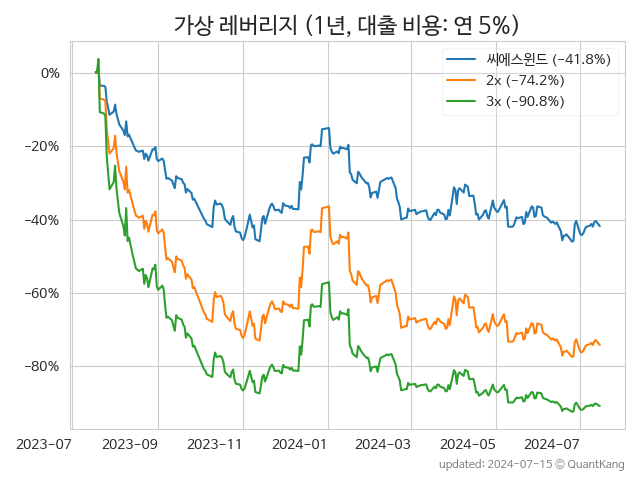 가상 레버리지 (1년, 대출 비용: 연 5%)
씨에스윈드 (−41.8%)
2x (−74.2%)
3x (−90.8%)
0%
−20%
−40%
−60%
−80%
2023-07 2023-09 2023-11 2024-01 2024-03 2024-05 2024-07
updated: 2024-07-15 © QuantKang